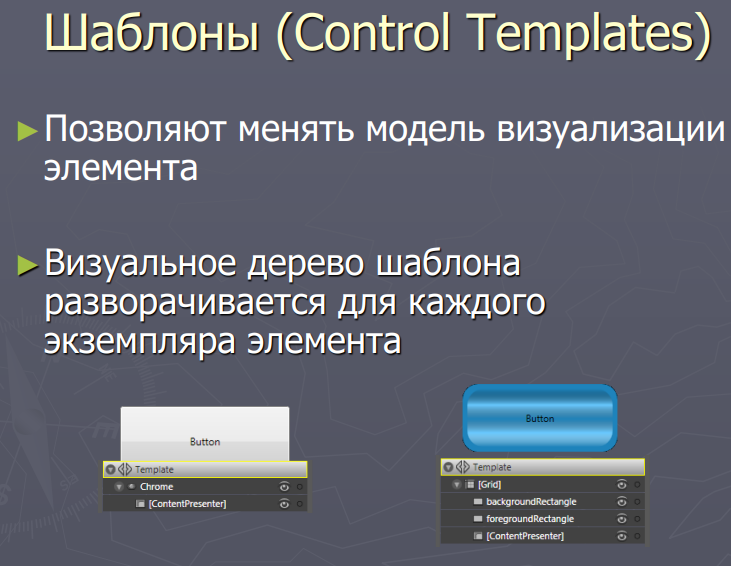 Шаблоны (Control Templates)
Позволяют менять модель визуализации
элемента
Визуальное дерево шаблона
разворачивается для каждого
экземпляра элемента
Button
Template
Chrome
[ContentPresenter]
Button
Template
[Grid]
backgroundRectangle
foregroundRectangle
[ContentPresenter]